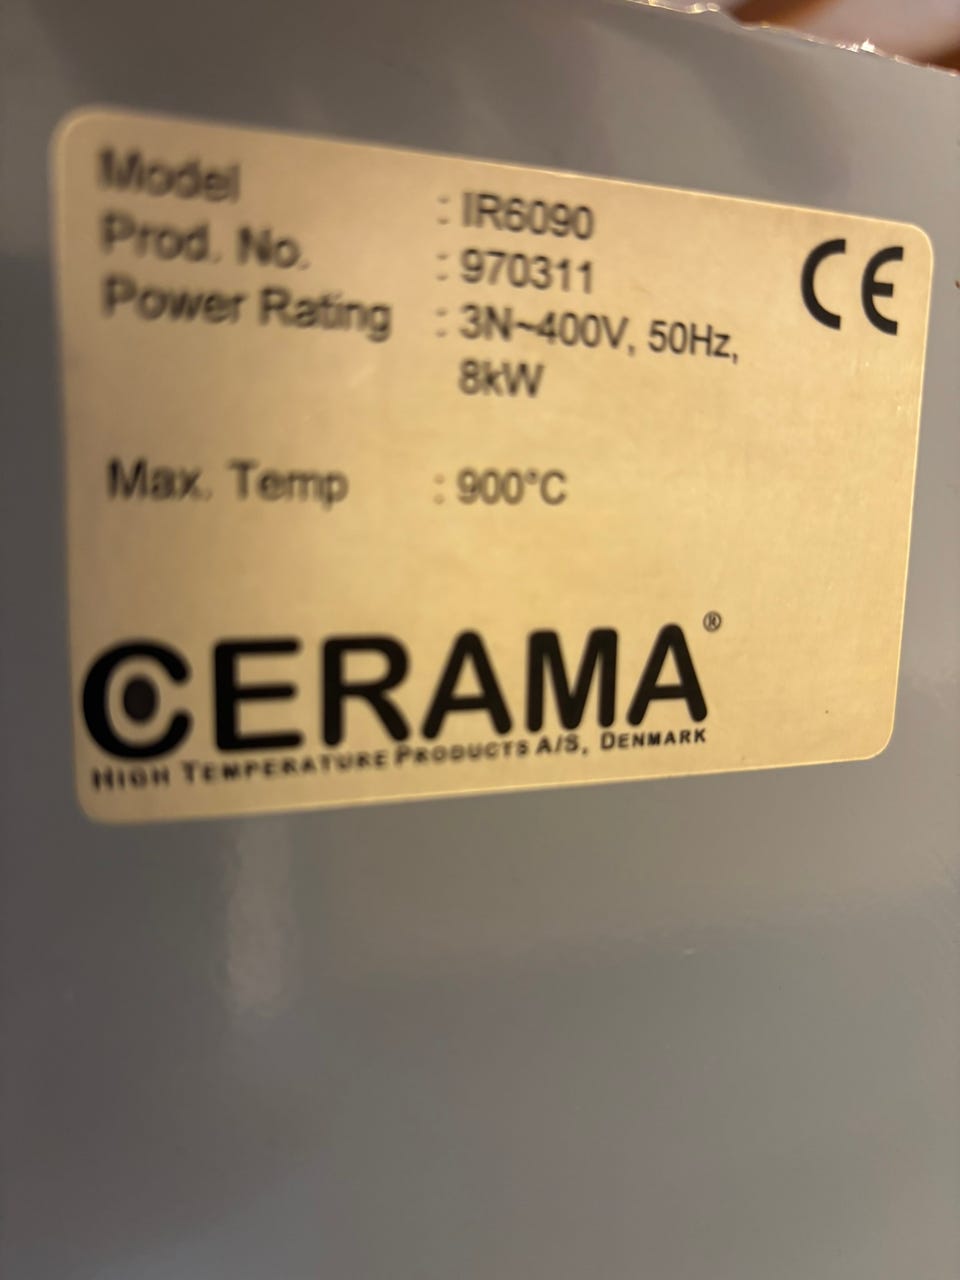 Model : IR6090
Prod. No. : 970311
Power Rating : 3N~400V, 50Hz,
8kW
CE
Max. Temp : 900°C
CERAMA®
HIGH TEMPERATURE PRODUCTS A/S, DENMARK